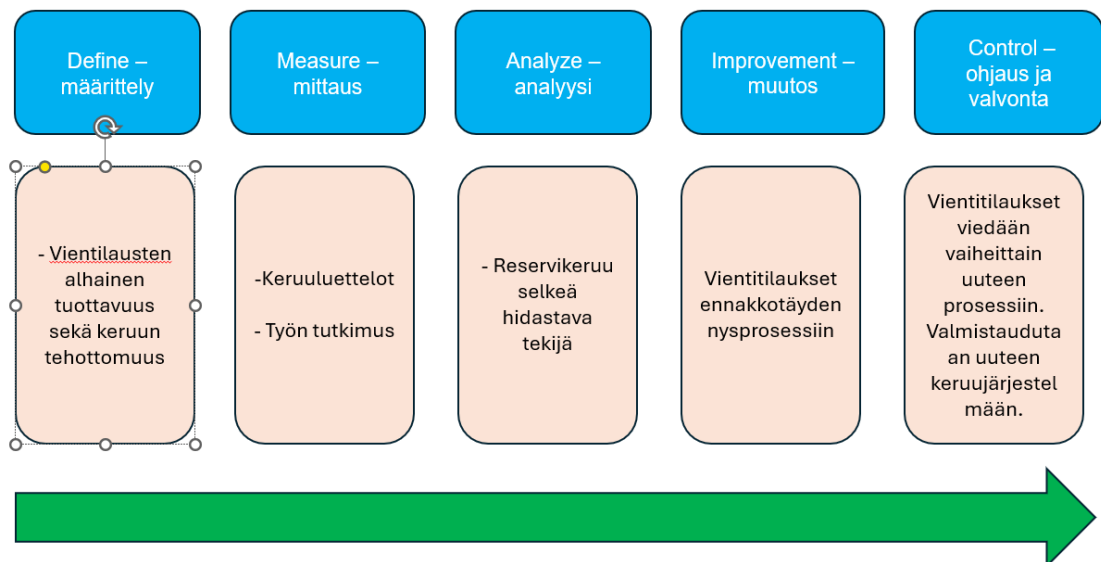 Define –
määrittely
Measure –
mittaus
Analyze –
analyysi
Improvement –
muutos
Control –
ohjaus ja
valvonta
- Vientilausten
alhainen
tuottavuus
sekä keruun
tehottomuus
-Keruuluettelot
- Työn tutkimus
- Reservikeruu
selkeä
hidastava
tekijä
Vientitilaukset
ennakkotäyden
nysprosessiin
Vientitilaukset
viedään
vaiheittain
uuteen
prosessiin.
Valmistauduta
an uuteen
keruujärjestel
mään.